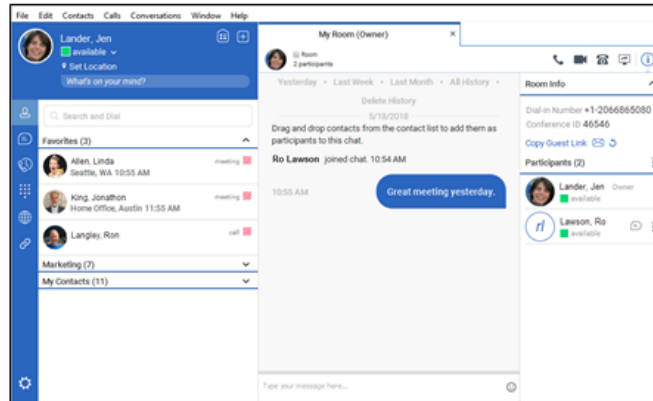 File Edit Contacts Calls Conversations Window Help
Lander, Jen
available
Set Location
What's on your mind?
Search and Dial
Favorites (3)
Allen, Linda
meeting
Seattle, WA 10:55 AM
King, Jonathon
meeting
Home Office, Austin 11:55 AM
Langley, Ron
call
Marketing (7)
My Contacts (11)
My Room (Owner)
Room
2 participants
Yesterday • Last Week • Last Month • All History •
Delete History
5/18/2018
Drag and drop contacts from the contact list to add them as
participants to this chat.
Ro Lawson joined chat. 10:54 AM
10:55 AM
Great meeting yesterday.
Type your message here...
Room Info
Dial-in Number +1-2066865080
Conference ID 46546
Copy Guest Link
Participants (2)
Lander, Jen Owner
available
rl
Lawson, Ro
available